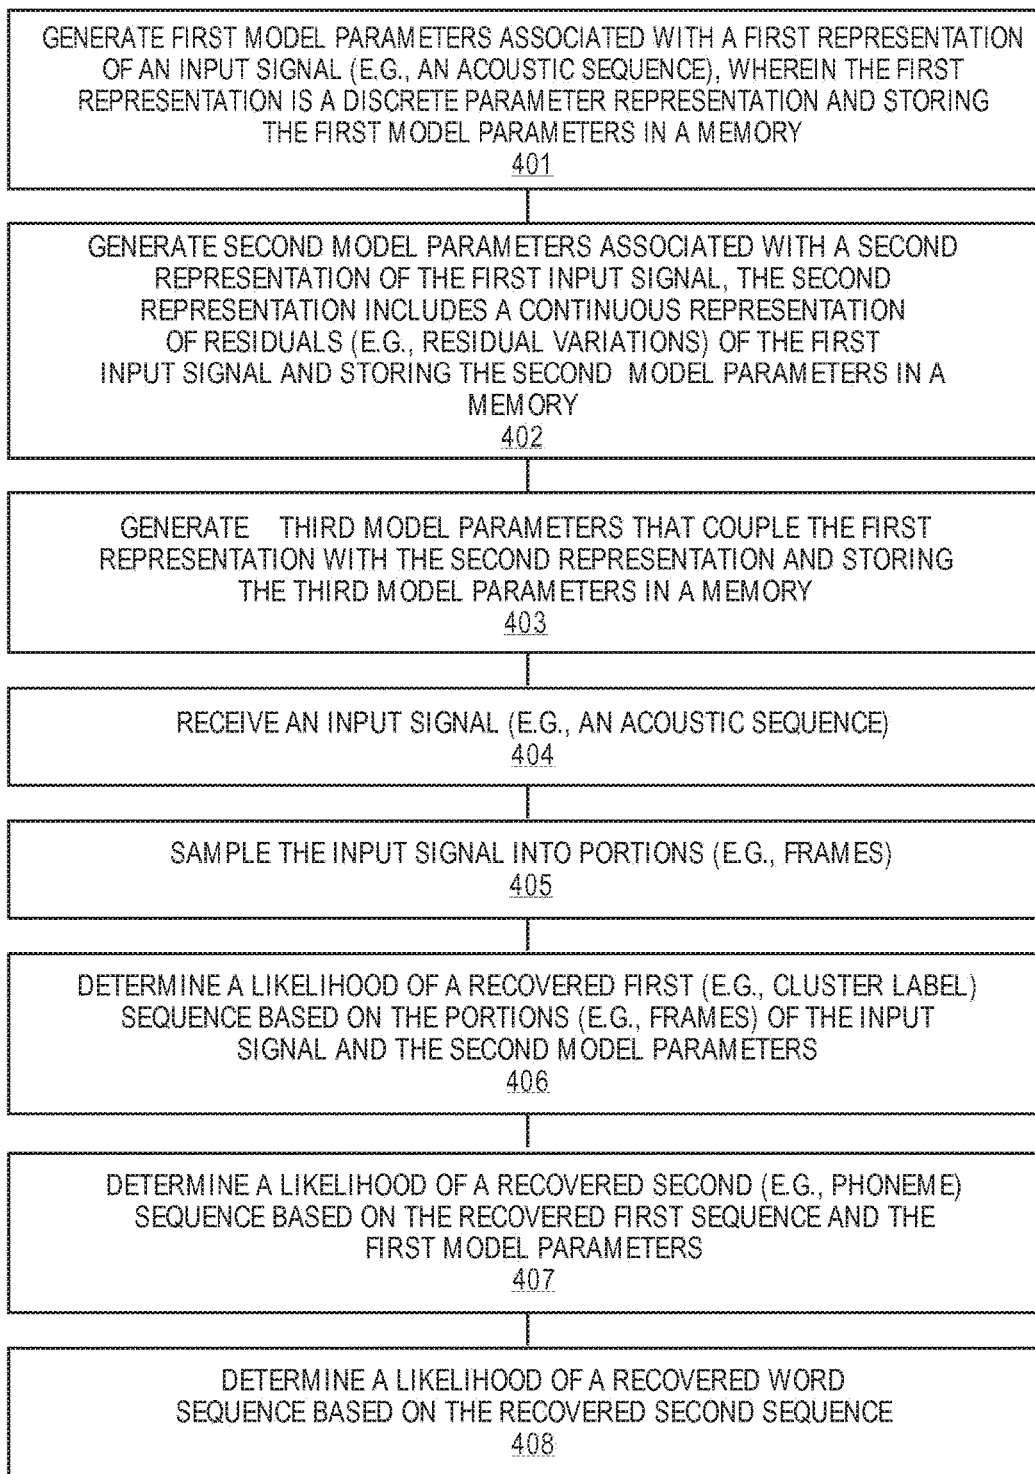 GENERATE FIRST MODEL PARAMETERS ASSOCIATED WITH A FIRST REPRESENTATION
OF AN INPUT SIGNAL (E.G., AN ACOUSTIC SEQUENCE), WHEREIN THE FIRST
REPRESENTATION IS A DISCRETE PARAMETER REPRESENTATION AND STORING
THE FIRST MODEL PARAMETERS IN A MEMORY
401
GENERATE SECOND MODEL PARAMETERS ASSOCIATED WITH A SECOND
REPRESENTATION OF THE FIRST INPUT SIGNAL, THE SECOND
REPRESENTATION INCLUDES A CONTINUOUS REPRESENTATION
OF RESIDUALS (E.G., RESIDUAL VARIATIONS) OF THE FIRST
INPUT SIGNAL AND STORING THE SECOND MODEL PARAMETERS IN A
MEMORY
402
GENERATE THIRD MODEL PARAMETERS THAT COUPLE THE FIRST
REPRESENTATION WITH THE SECOND REPRESENTATION AND STORING
THE THIRD MODEL PARAMETERS IN A MEMORY
403
RECEIVE AN INPUT SIGNAL (E.G., AN ACOUSTIC SEQUENCE)
404
SAMPLE THE INPUT SIGNAL INTO PORTIONS (E.G., FRAMES)
405
DETERMINE A LIKELIHOOD OF A RECOVERED FIRST (E.G., CLUSTER LABEL)
SEQUENCE BASED ON THE PORTIONS (E.G., FRAMES) OF THE INPUT
SIGNAL AND THE SECOND MODEL PARAMETERS
406
DETERMINE A LIKELIHOOD OF A RECOVERED SECOND (E.G., PHONEME)
SEQUENCE BASED ON THE RECOVERED FIRST SEQUENCE AND THE
FIRST MODEL PARAMETERS
407
DETERMINE A LIKELIHOOD OF A RECOVERED WORD
SEQUENCE BASED ON THE RECOVERED SECOND SEQUENCE
408